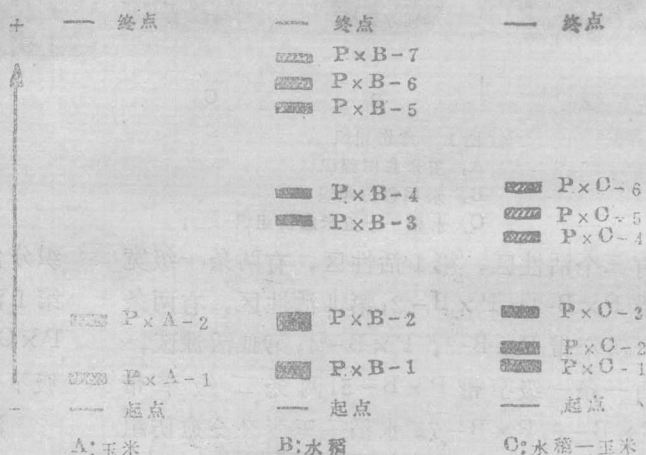 +
-
终点
P×A-2
P×A-1
起点
A:玉米
终点
P×B-7
P×B-6
P×B-5
P×B-4
P×B-3
P×B-2
P×B-1
起点
B:水稻
终点
P×C-6
P×C-5
P×C-4
P×C-3
P×C-2
P×C-1
起点
C:水稻—玉米